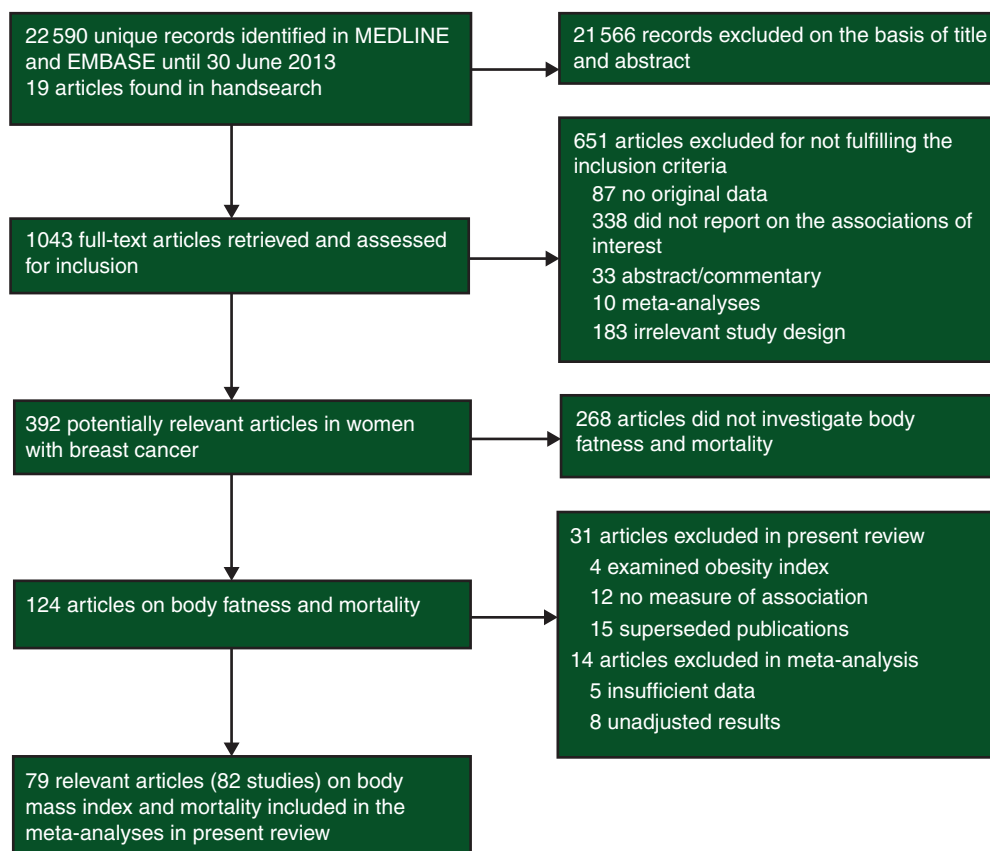 22 590 unique records identified in MEDLINE
and EMBASE until 30 June 2013
19 articles found in handsearch
21 566 records excluded on the basis of title
and abstract
651 articles excluded for not fulfilling the
inclusion criteria
87 no original data
338 did not report on the associations of
interest
33 abstract/commentary
10 meta-analyses
183 irrelevant study design
1043 full-text articles retrieved and assessed
for inclusion
392 potentially relevant articles in women
with breast cancer
268 articles did not investigate body
fatness and mortality
31 articles excluded in present review
4 examined obesity index
12 no measure of association
15 superseded publications
14 articles excluded in meta-analysis
5 insufficient data
8 unadjusted results
124 articles on body fatness and mortality
79 relevant articles (82 studies) on body
mass index and mortality included in the
meta-analyses in present review